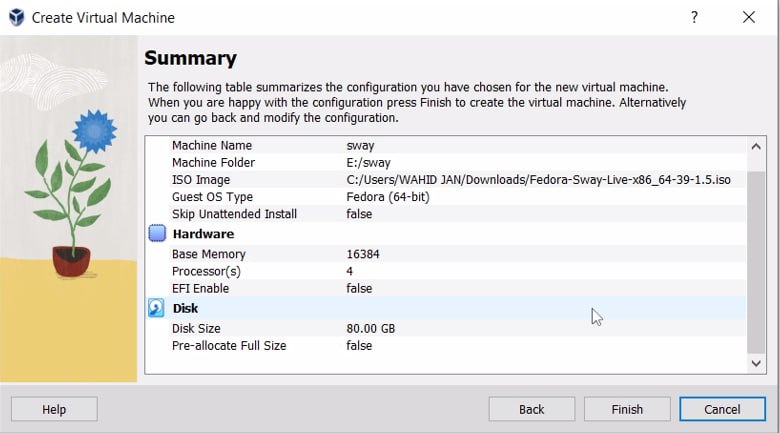 Create Virtual Machine
?
Summary
The following table summarizes the configuration you have chosen for the new virtual machine.
When you are happy with the configuration press Finish to create the virtual machine. Alternatively
you can go back and modify the configuration.
Machine Name sway
Machine Folder E:/sway
ISO Image C:/Users/WAHID JAN/Downloads/Fedora-Sway-Live-x86_64-39-1.5.iso
Guest OS Type Fedora (64-bit)
Skip Unattended Install false
Hardware
Base Memory 16384
Processor(s) 4
EFI Enable false
Disk
Disk Size 80.00 GB
Pre-allocate Full Size false
Help Back Finish Cancel